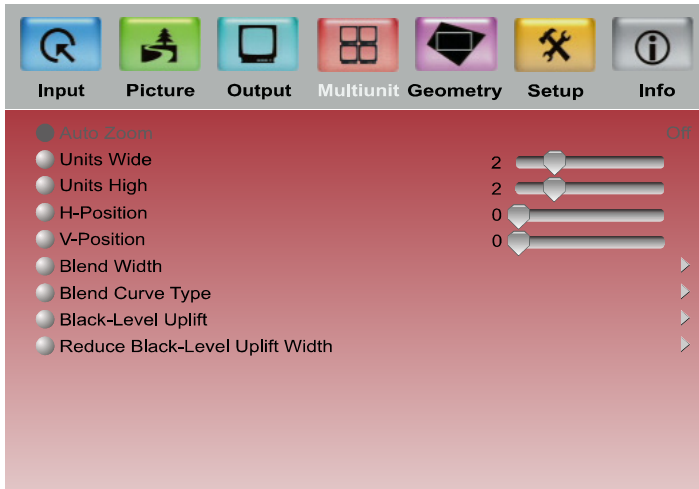 Input Picture Output Multiunit Geometry Setup Info
Auto Zoom Off
Units Wide 2
Units High 2
H-Position 0
V-Position 0
Blend Width
Blend Curve Type
Black-Level Uplift
Reduce Black-Level Uplift Width